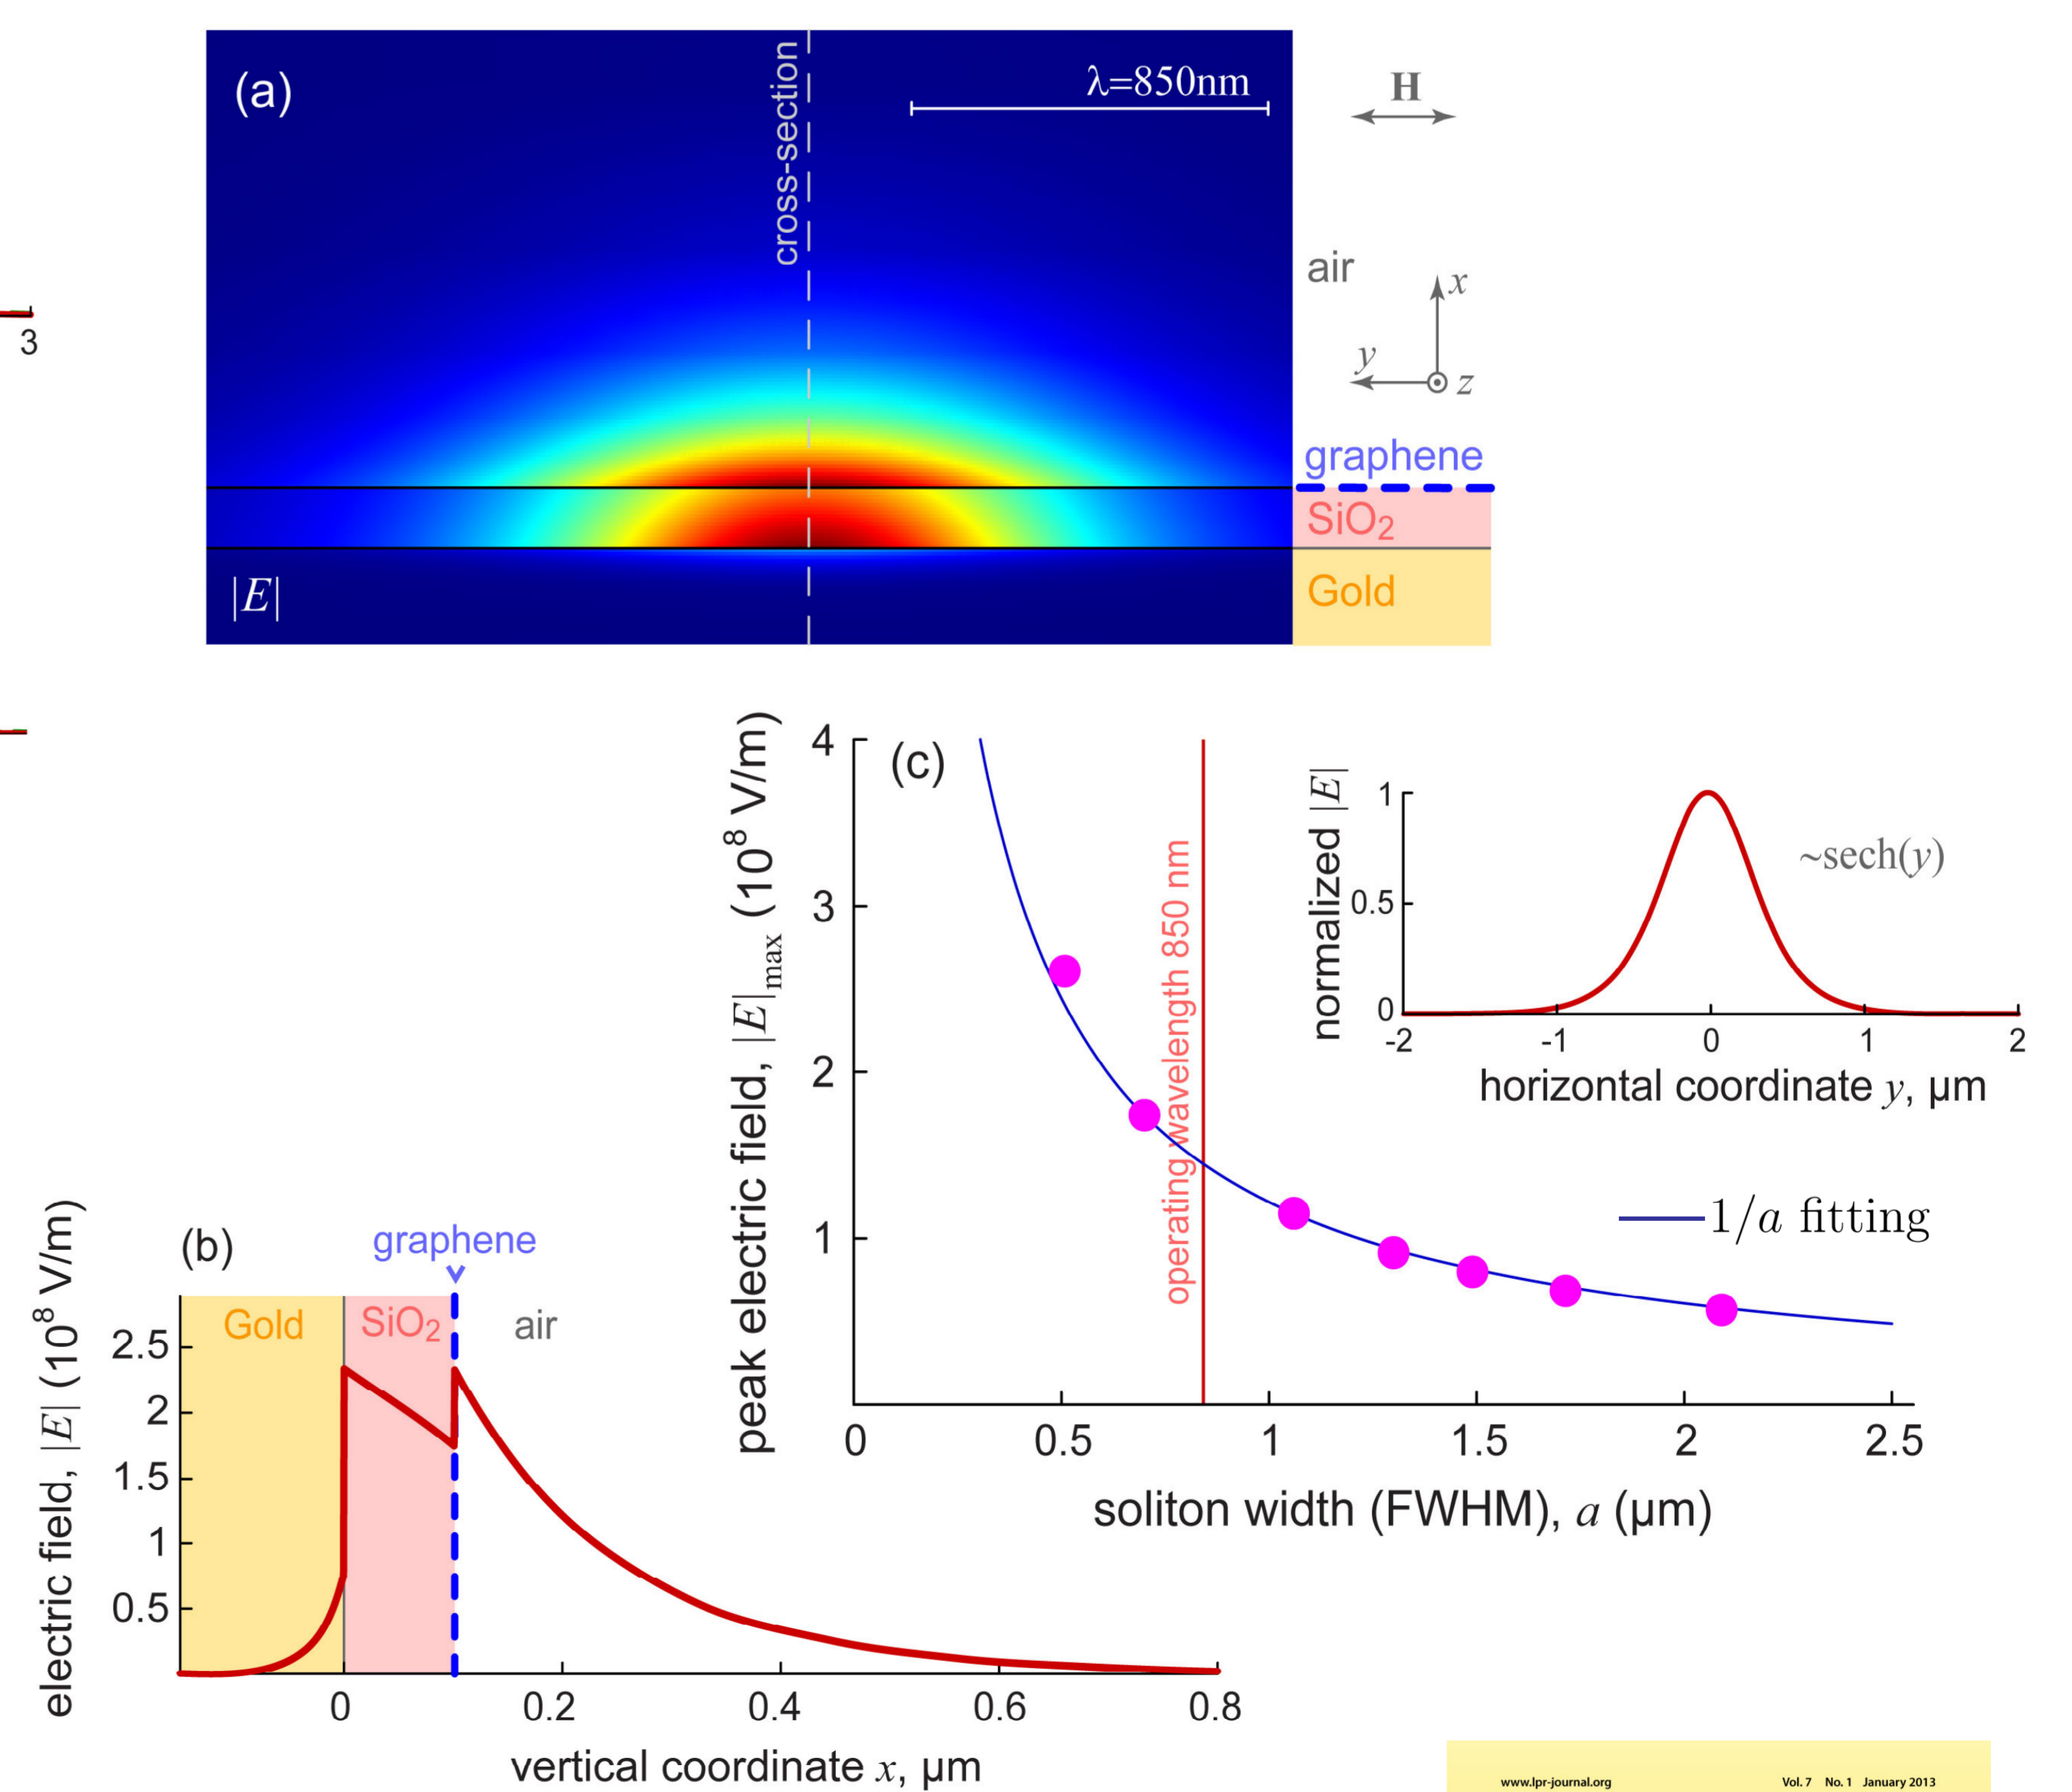 3
(a)
cross-section
λ=850nm
H
air
x
y
z
graphene
SiO₂
Gold
|E|
(c)
peak electric field, |E|max (10⁸ V/m)
4
3
2
1
0
0.5
1
1.5
2
2.5
soliton width (FWHM), a (μm)
operating wavelength 850 nm
1/a fitting
normalized |E|
1
0.5
0
-2
-1
0
1
2
~sech(y)
horizontal coordinate y, μm
(b)
graphene
Gold
SiO₂
air
electric field, |E| (10⁸ V/m)
2.5
2
1.5
1
0.5
0
0.2
0.4
0.6
0.8
vertical coordinate x, μm
www.lpr-journal.org
Vol. 7 No. 1 January 2013